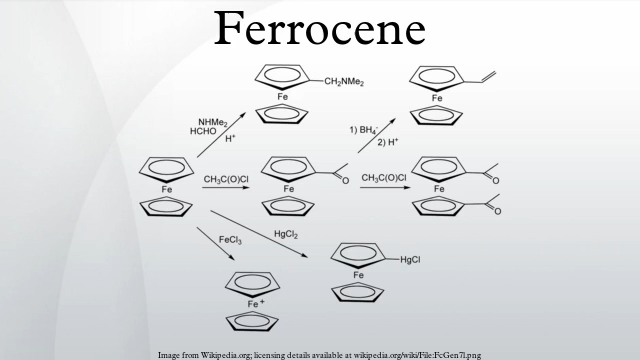 Ferrocene
CH₂NMe₂
Fe
Fe
NHMe₂
HCHO
H⁺
1) BH₄⁻
2) H⁺
Fe
CH₃C(O)Cl
Fe
O
CH₃C(O)Cl
Fe
O
O
FeCl₃
HgCl₂
Fe⁺
Fe
HgCl
Image from Wikipedia.org; licensing details available at wikipedia.org/wiki/File:FcGen7l.png